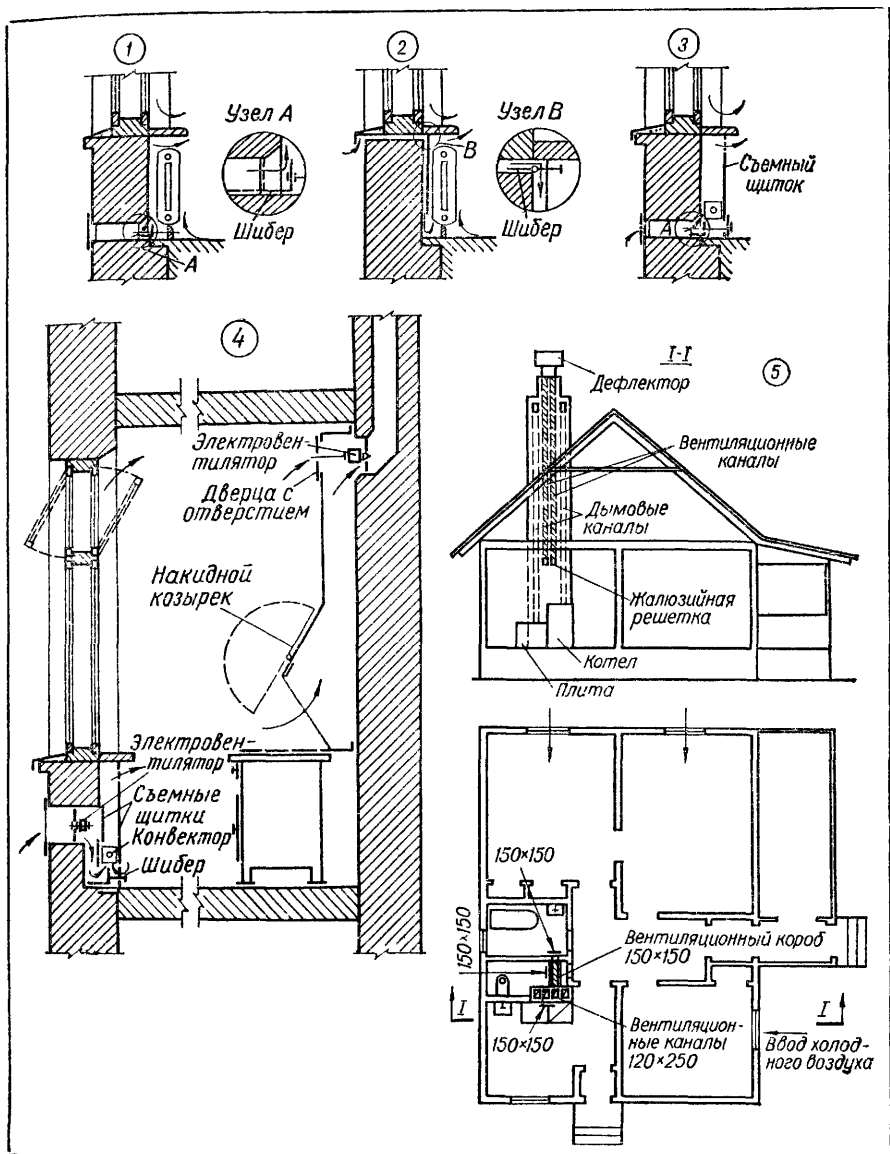 1
2
3
Узел А
Шибер
А
Узел В
В
Шибер
Съемный
щиток
А
4
Электровен-
тилятор
Дверца с
отверстием
Накидной
козырек
Электровен-
тилятор
Съемные
щитки
Конвектор
Шибер
I-I
5
Дефлектор
Вентиляционные
каналы
Дымовые
каналы
Жалюзийная
решетка
Котел
Плита
150×150
150×150
Вентиляционный короб
150×150
I
I
150×150
Вентиляцион-
ные каналы
120×250
Ввод холод-
ного воздуха